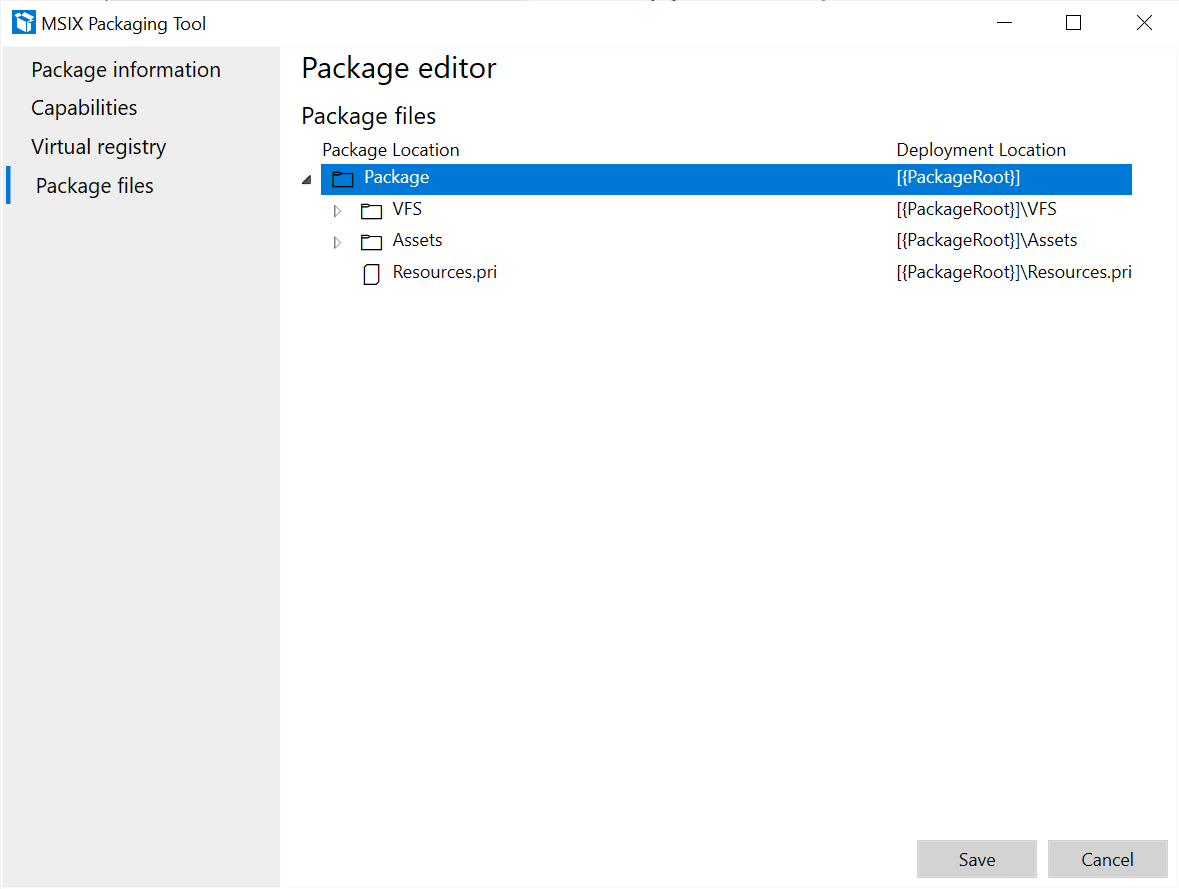 MSIX Packaging Tool
Package information
Capabilities
Virtual registry
Package files
Package editor
Package files
Package Location Deployment Location
Package [{PackageRoot}]
VFS [{PackageRoot}]\VFS
Assets [{PackageRoot}]\Assets
Resources.pri [{PackageRoot}]\Resources.pri
Save Cancel